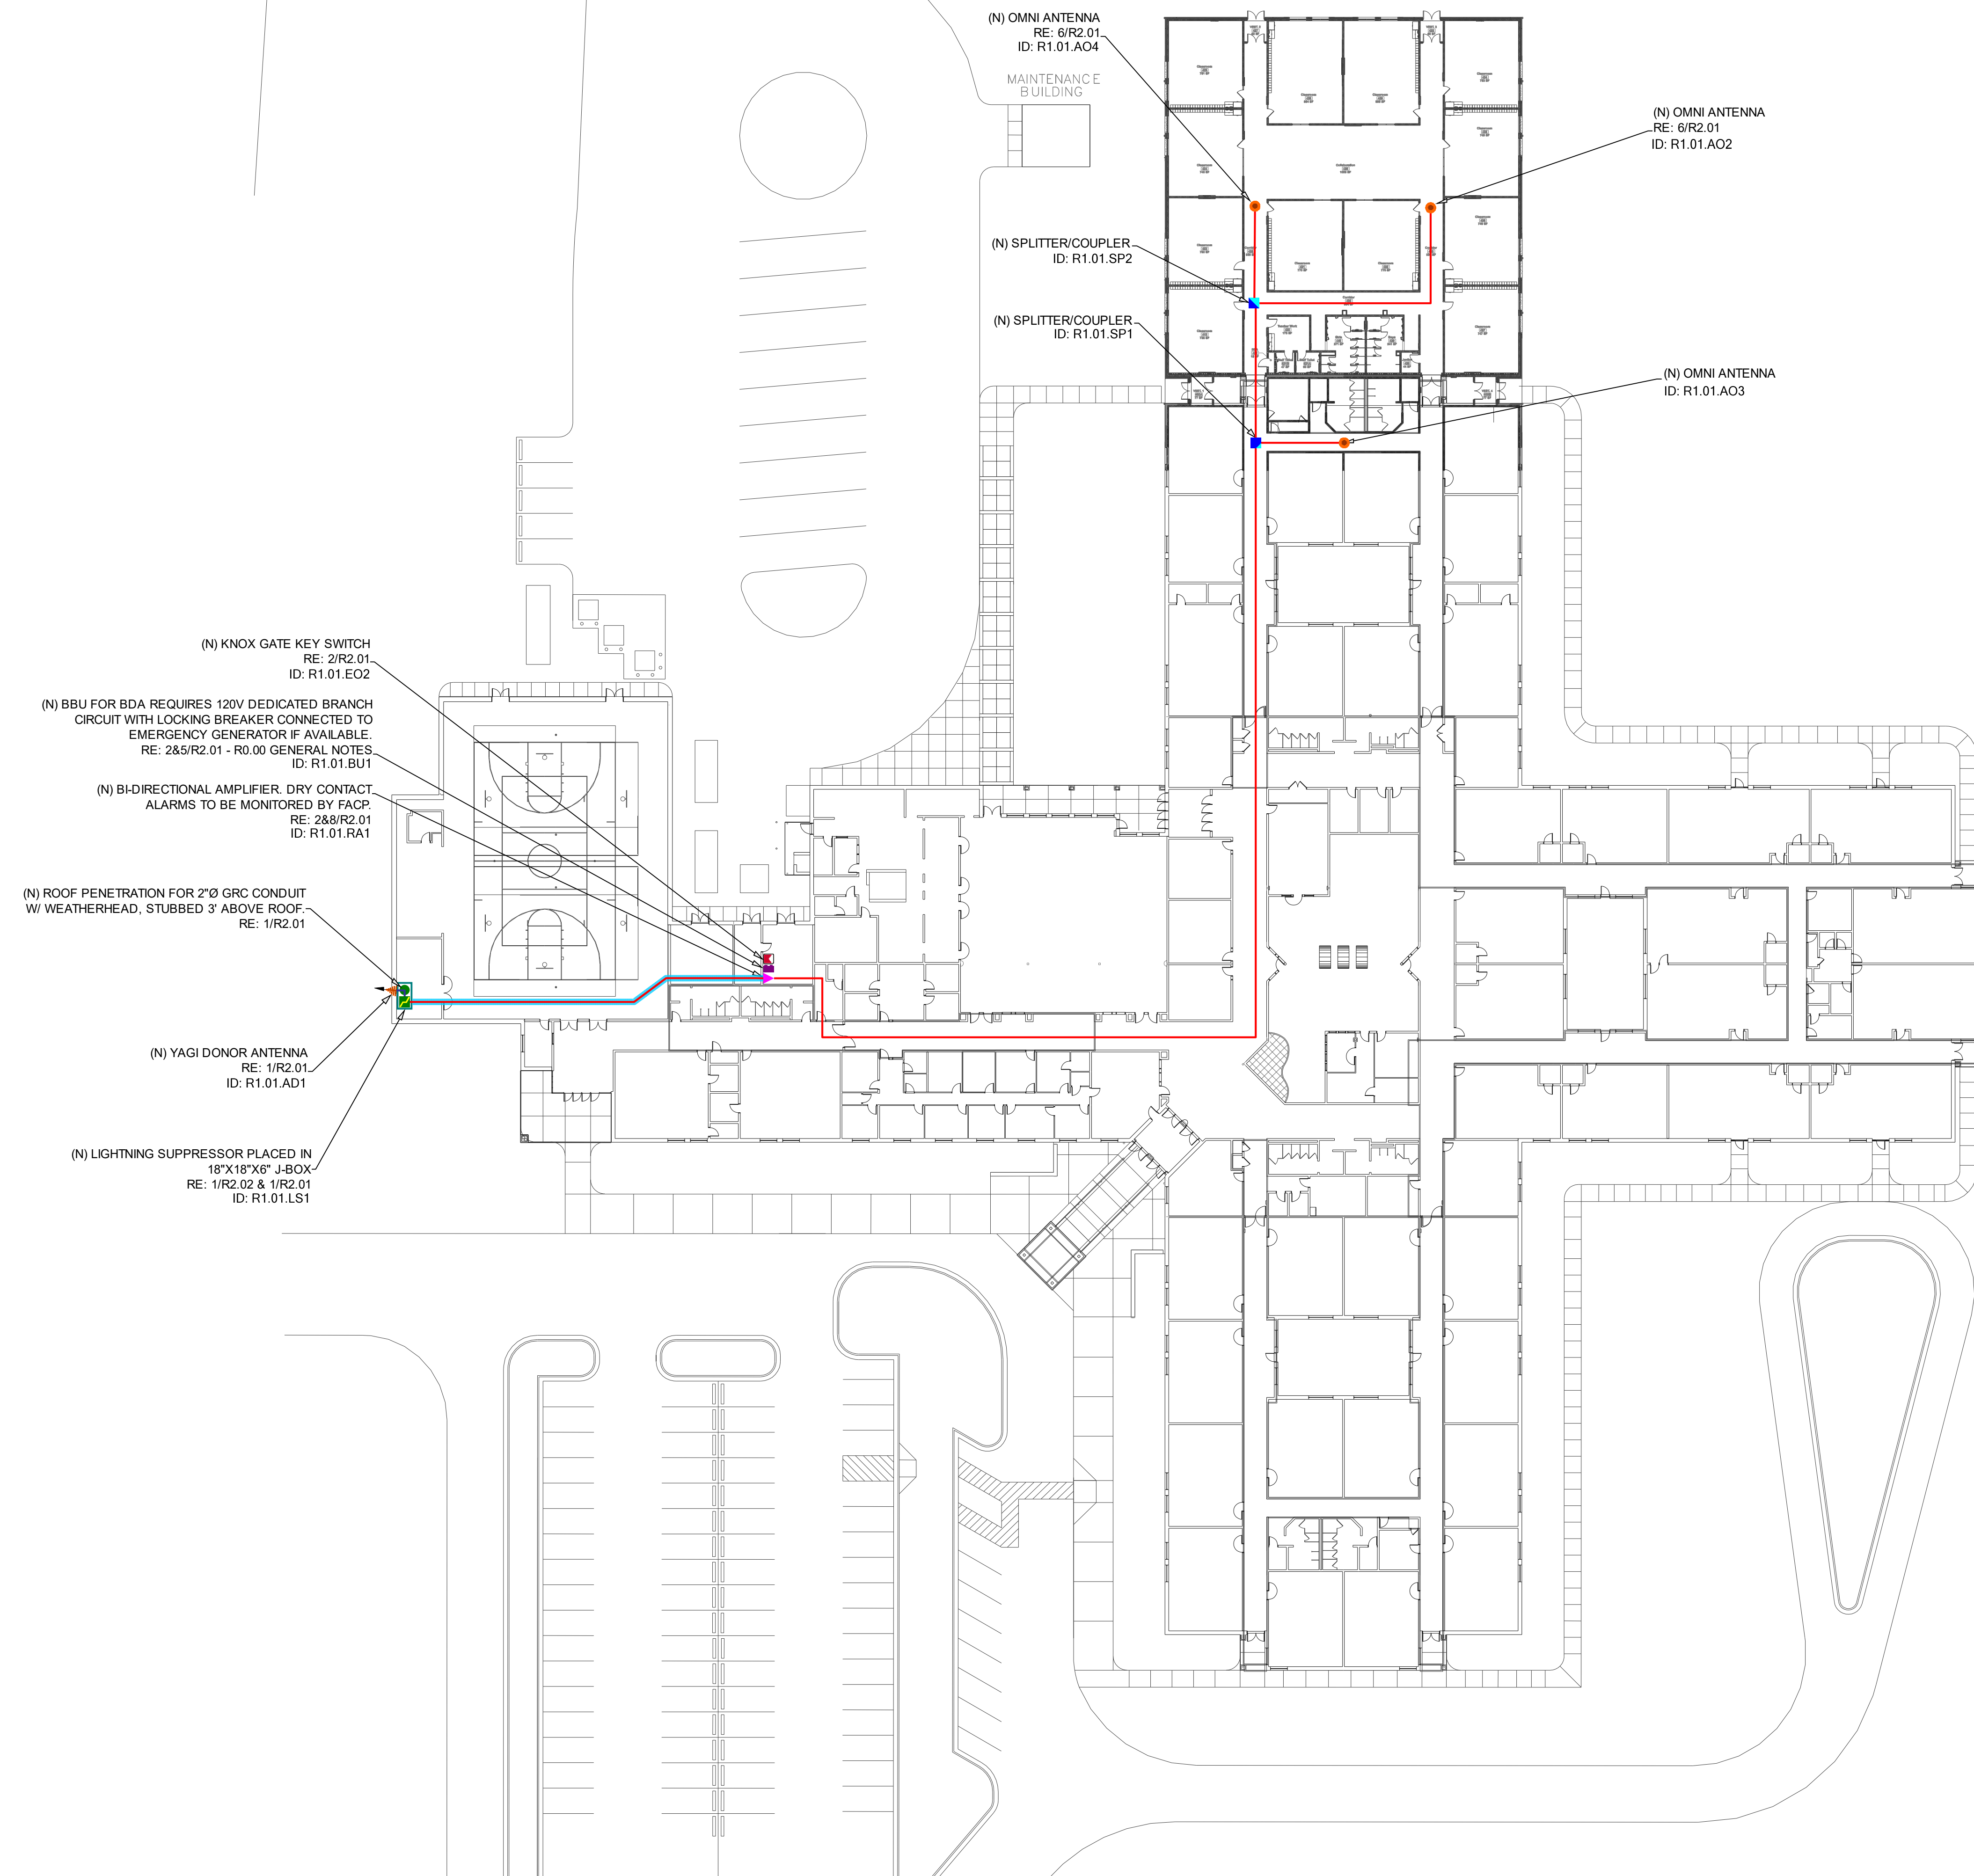 (N) OMNI ANTENNA
RE: 6/R2.01
ID: R1.01.AO4
MAINTENANCE
BUILDING
(N) OMNI ANTENNA
RE: 6/R2.01
ID: R1.01.AO2
(N) SPLITTER/COUPLER
ID: R1.01.SP2
(N) SPLITTER/COUPLER
ID: R1.01.SP1
(N) OMNI ANTENNA
ID: R1.01.AO3
(N) KNOX GATE KEY SWITCH
RE: 2/R2.01
ID: R1.01.EO2
(N) BBU FOR BDA REQUIRES 120V DEDICATED BRANCH
CIRCUIT WITH LOCKING BREAKER CONNECTED TO
EMERGENCY GENERATOR IF AVAILABLE.
RE: 2&5/R2.01 - R0.00 GENERAL NOTES
ID: R1.01.BU1
(N) BI-DIRECTIONAL AMPLIFIER. DRY CONTACT
ALARMS TO BE MONITORED BY FACP.
RE: 2&8/R2.01
ID: R1.01.RA1
(N) ROOF PENETRATION FOR 2"Ø GRC CONDUIT
W/ WEATHERHEAD, STUBBED 3' ABOVE ROOF.
RE: 1/R2.01
(N) YAGI DONOR ANTENNA
RE: 1/R2.01
ID: R1.01.AD1
(N) LIGHTNING SUPPRESSOR PLACED IN
18"X18"X6" J-BOX
RE: 1/R2.02 & 1/R2.01
ID: R1.01.LS1